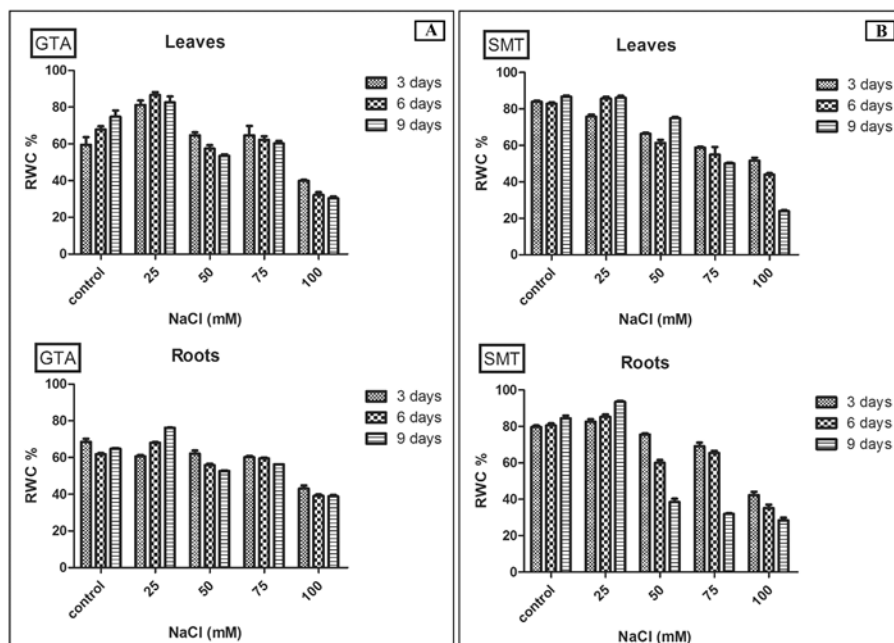 A
GTA
Leaves
3 days
6 days
9 days
RWC %
100
80
60
40
20
0
control
25
50
75
100
NaCl (mM)
GTA
Roots
3 days
6 days
9 days
RWC %
100
80
60
40
20
0
control
25
50
75
100
NaCl (mM)
B
SMT
Leaves
3 days
6 days
9 days
RWC %
100
80
60
40
20
0
control
25
50
75
100
NaCl (mM)
SMT
Roots
3 days
6 days
9 days
RWC %
100
80
60
40
20
0
control
25
50
75
100
NaCl (mM)